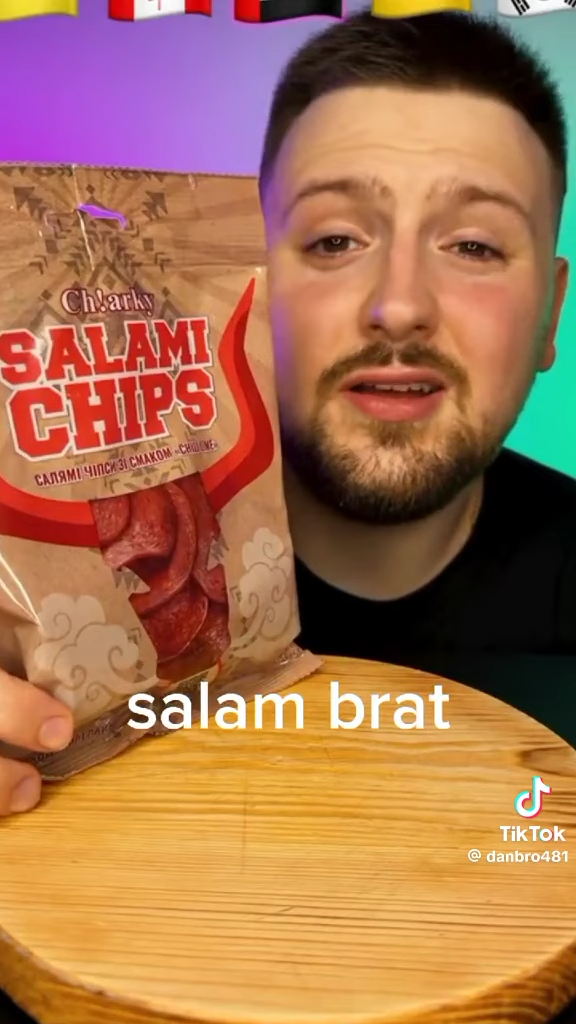 Ch!arky
SALAMI
CHIPS
САЛЯМІ ЧІПСИ ЗІ СМАКОМ
salam brat
TikTok
@ danbro481